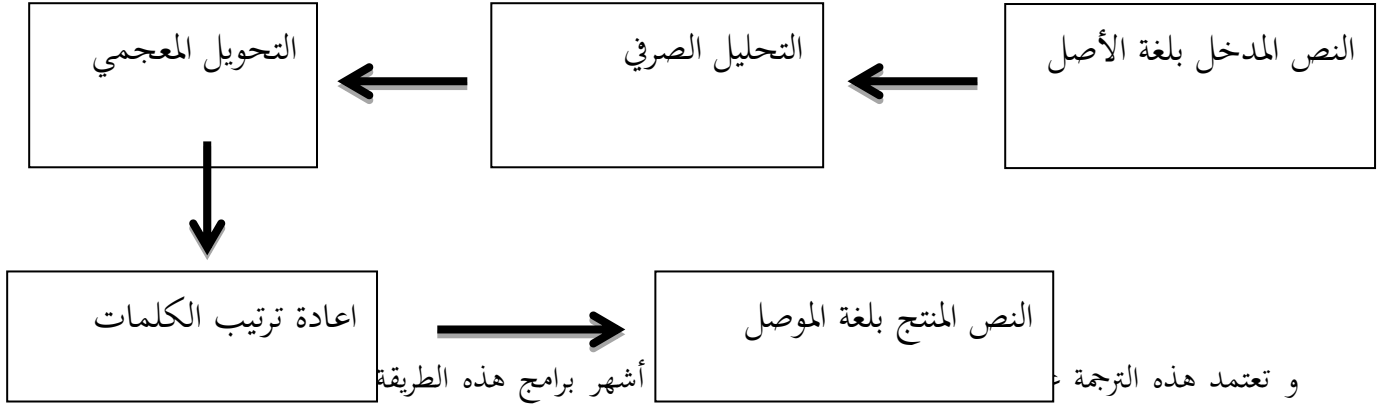 النص المدخل بلغة الأصل
التحليل الصرفي
التحويل المعجمي
اعادة ترتيب الكلمات
النص المنتج بلغة الموصل
و تعتمد هذه الترجمة أشهر برامج هذه الطريقة